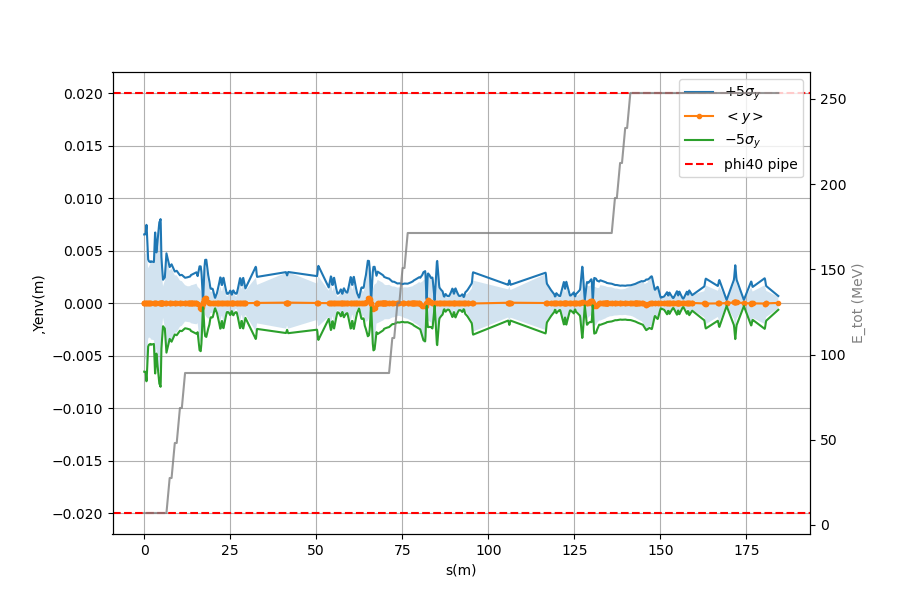 +5σy
<y>
−5σy
phi40 pipe
0.020
0.015
0.010
0.005
0.000
−0.005
−0.010
−0.015
−0.020
,Yenv(m)
250
200
150
100
50
0
E_tot (MeV)
0 25 50 75 100 125 150 175
s(m)